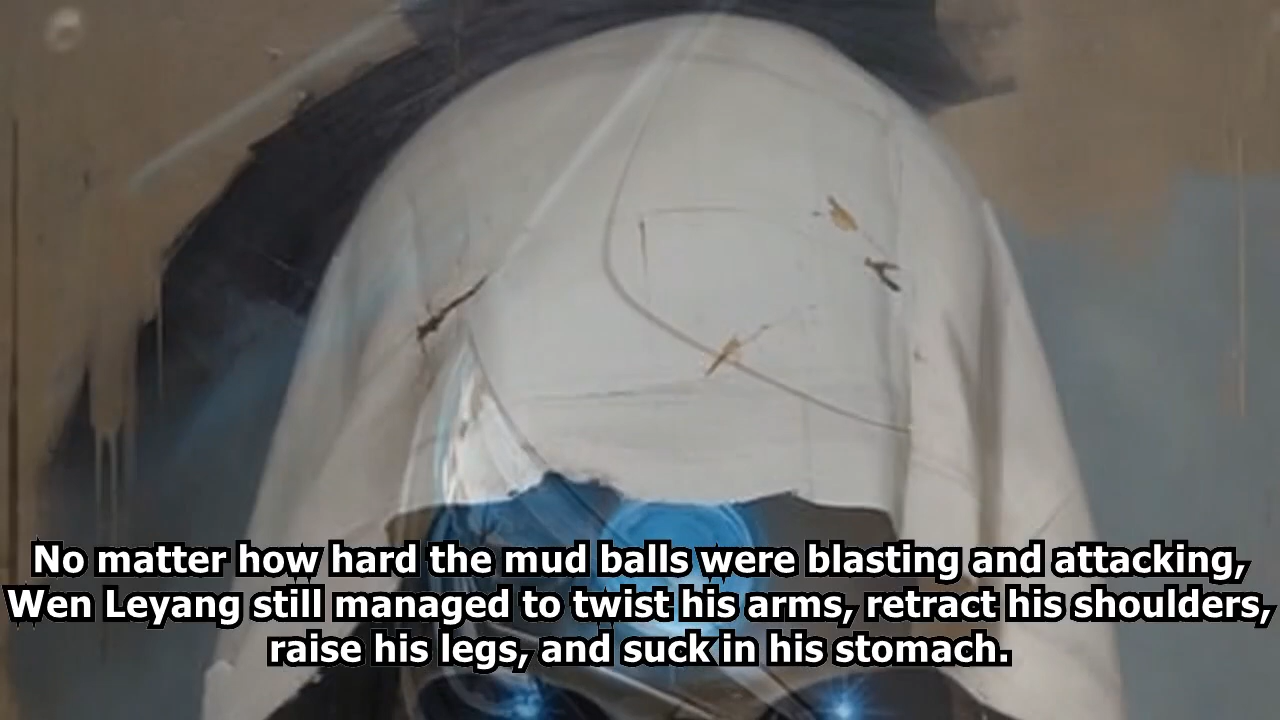 No matter how hard the mud balls were blasting and attacking,
Wen Leyang still managed to twist his arms, retract his shoulders,
raise his legs, and suck in his stomach.